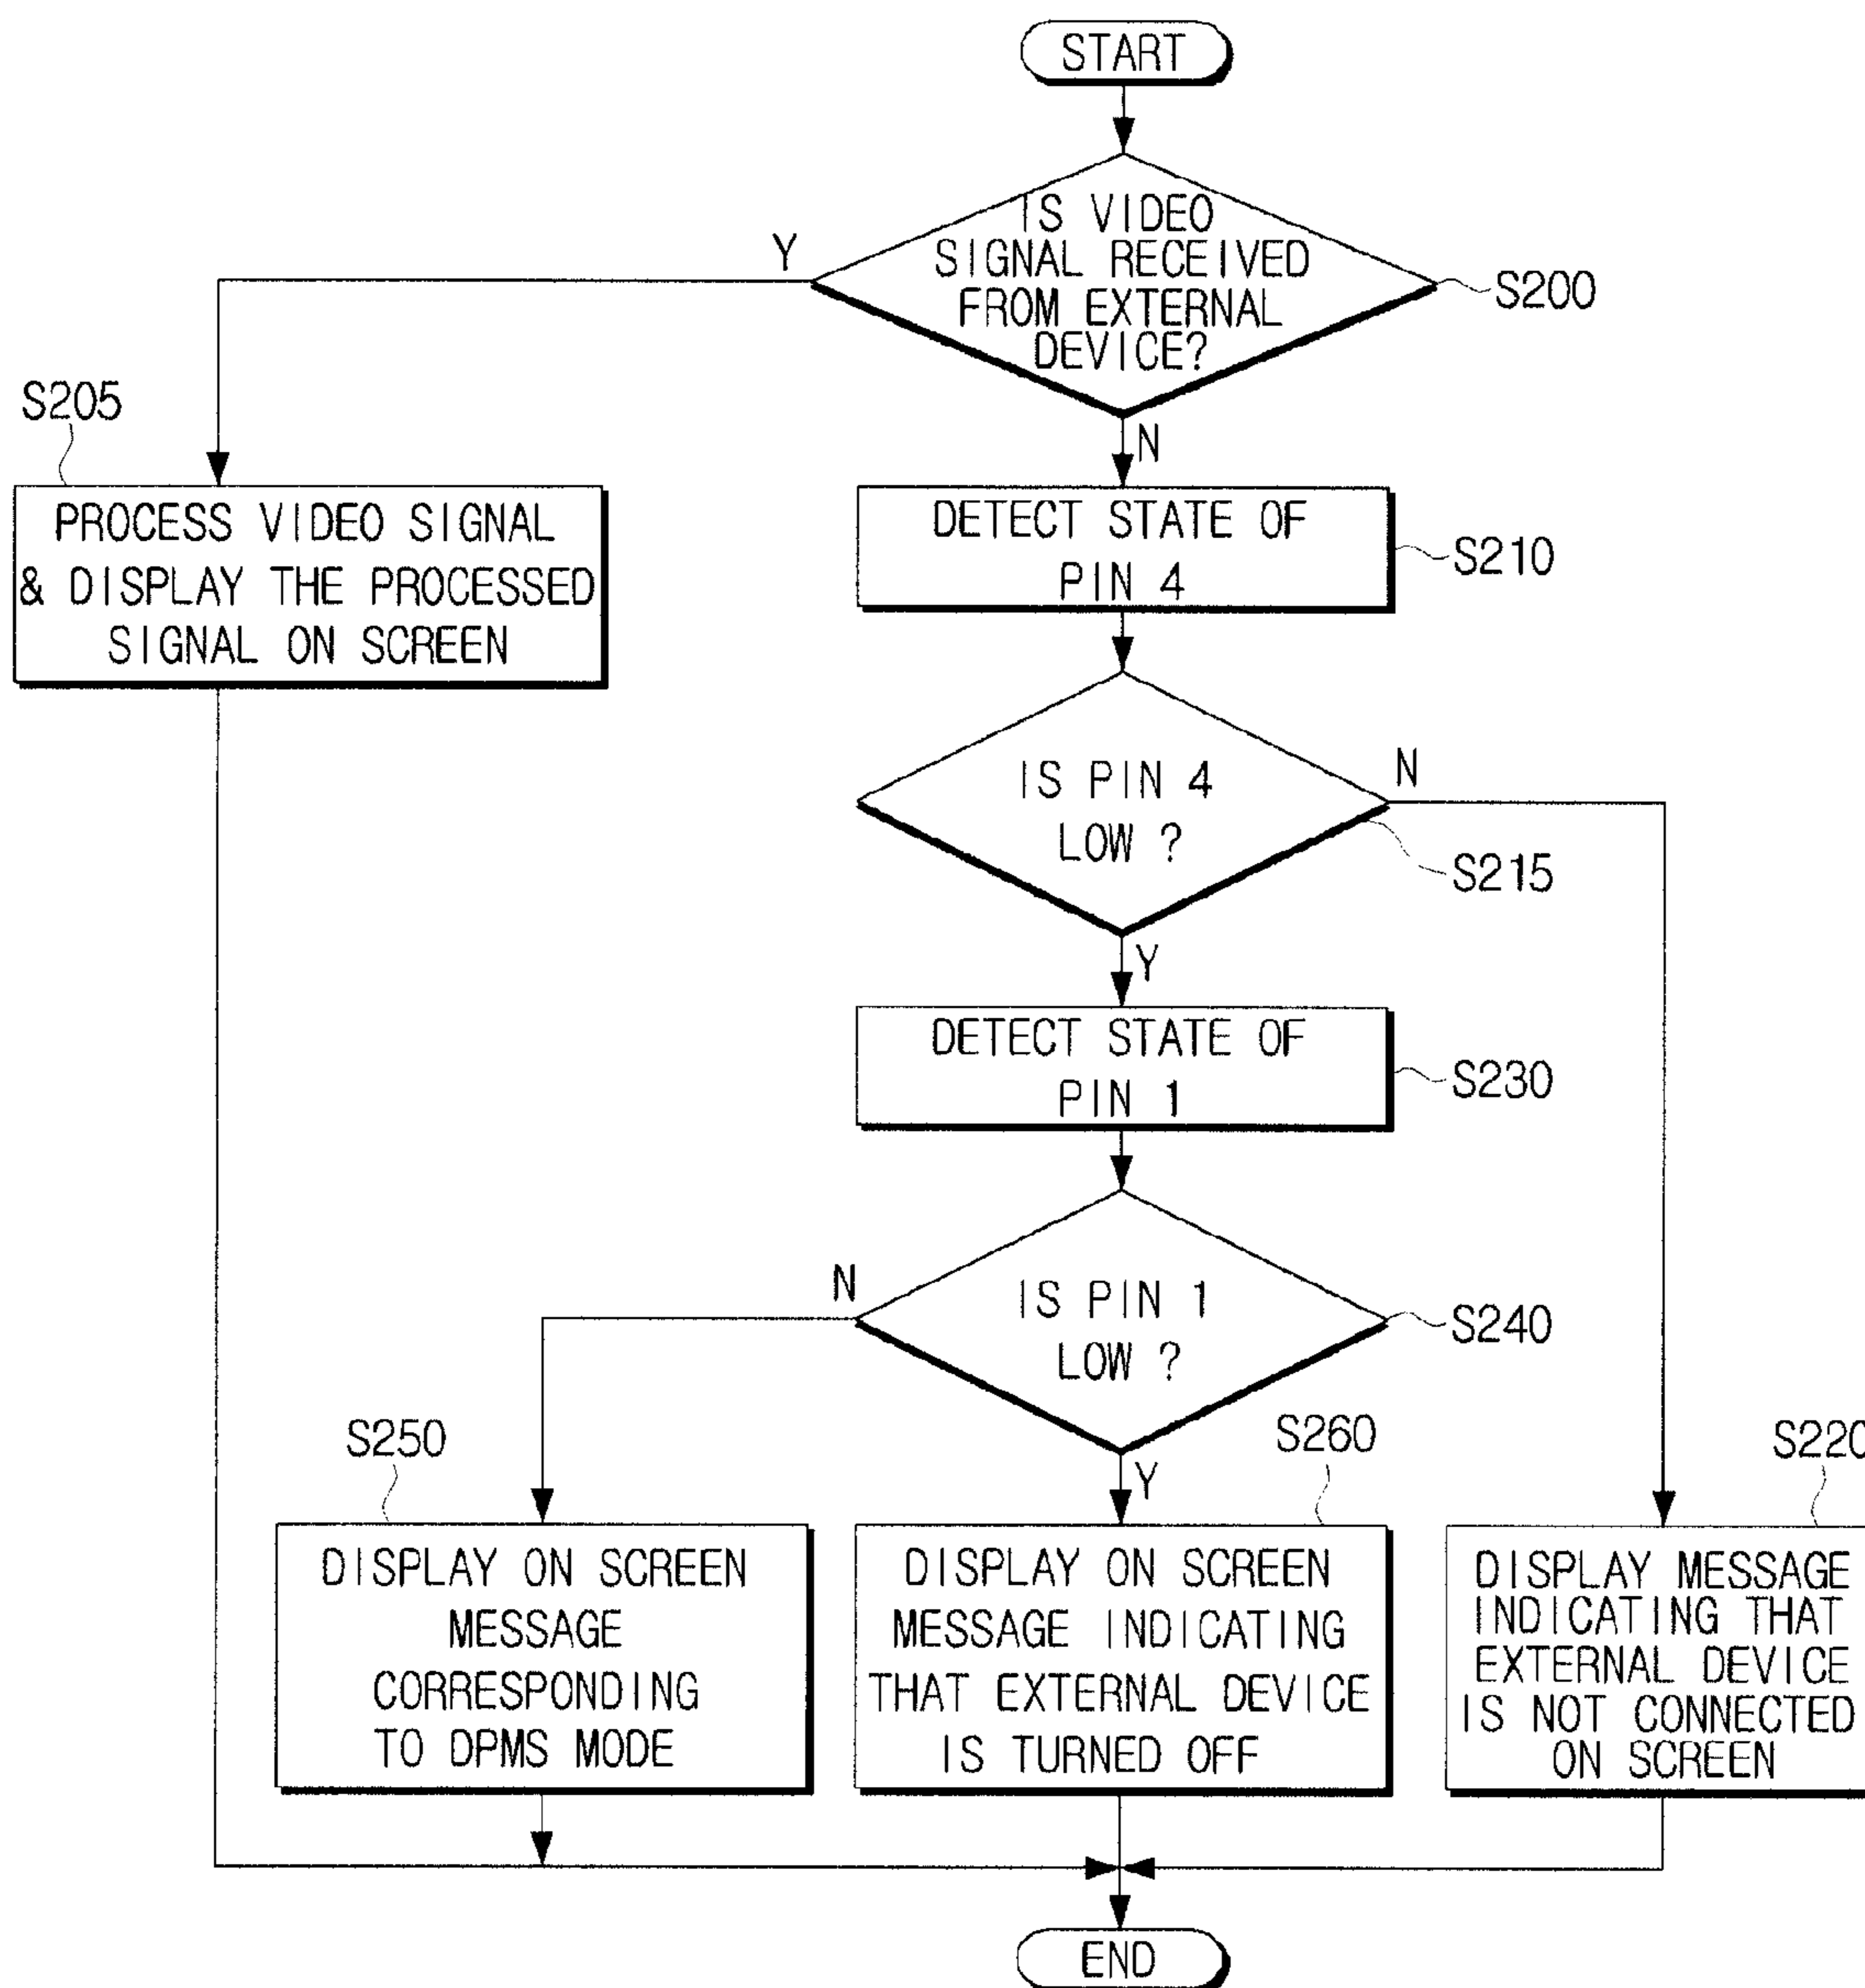 START
IS VIDEO
SIGNAL RECEIVED
FROM EXTERNAL
DEVICE?
Y
S200
N
S205
PROCESS VIDEO SIGNAL
& DISPLAY THE PROCESSED
SIGNAL ON SCREEN
DETECT STATE OF
PIN 4
S210
IS PIN 4
LOW ?
N
S215
Y
DETECT STATE OF
PIN 1
S230
N
IS PIN 1
LOW ?
S240
Y
S250
DISPLAY ON SCREEN
MESSAGE
CORRESPONDING
TO DPMS MODE
S260
DISPLAY ON SCREEN
MESSAGE INDICATING
THAT EXTERNAL DEVICE
IS TURNED OFF
S220
DISPLAY MESSAGE
INDICATING THAT
EXTERNAL DEVICE
IS NOT CONNECTED
ON SCREEN
END